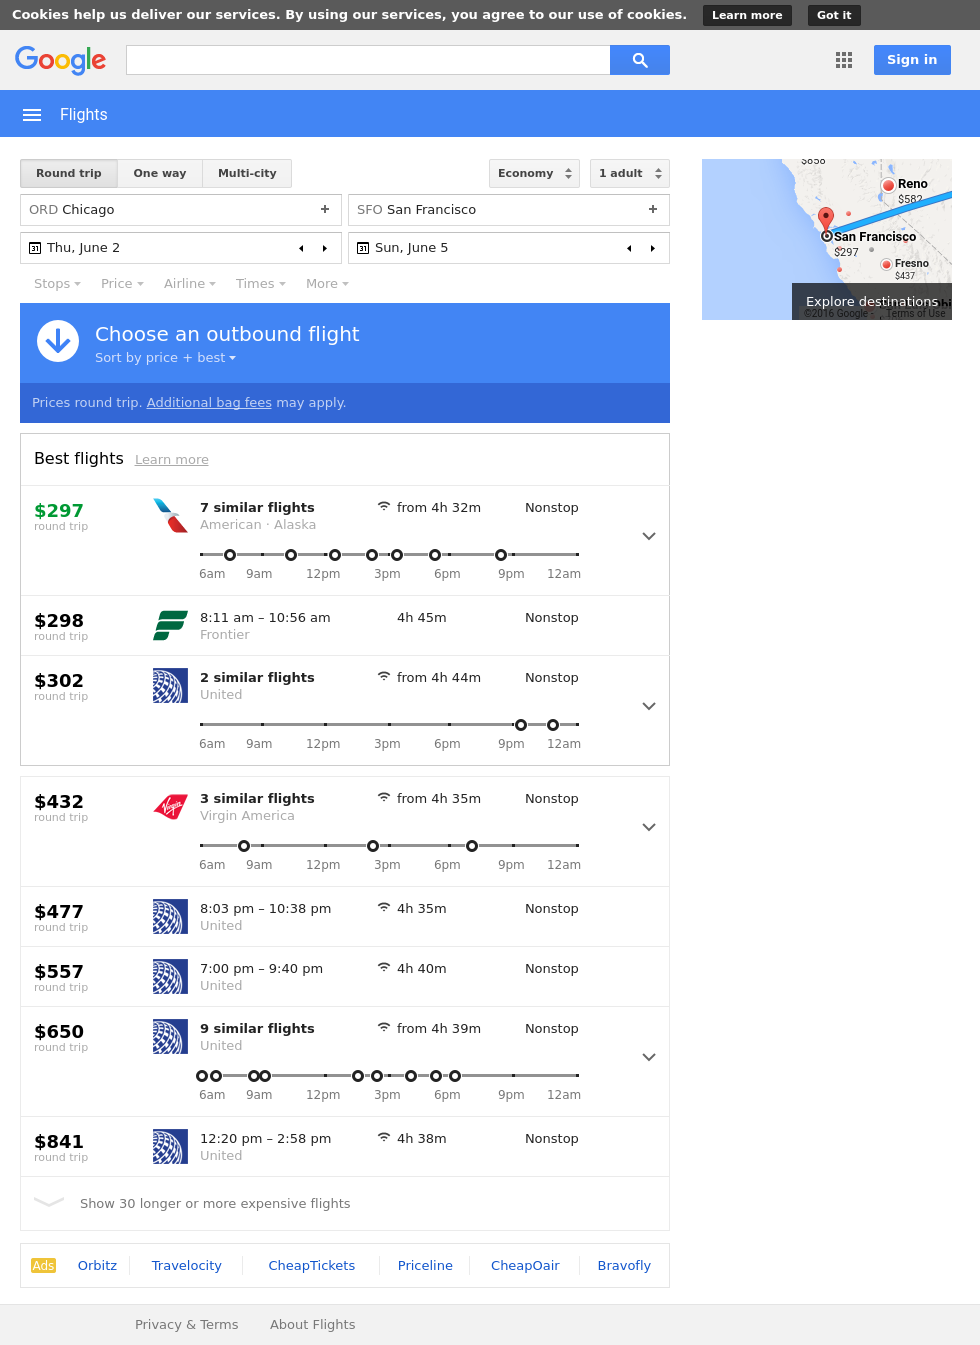 Cookies help us deliver our services. By using our services, you agree to our use of cookies. Learn more Got it
Google Sign in
Flights
Round trip One way Multi-city Economy 1 adult
ORD Chicago + SFO San Francisco +
31 Thu, June 2 31 Sun, June 5
Stops Price Airline Times More
$858
Reno
$582
San Francisco
$297
Fresno
$437
Explore destinations
©2016 Google Terms of Use
Choose an outbound flight
Sort by price + best
Prices round trip. Additional bag fees may apply.
Best flights Learn more
$297 7 similar flights from 4h 32m Nonstop
round trip American · Alaska
6am 9am 12pm 3pm 6pm 9pm 12am
$298 8:11 am – 10:56 am 4h 45m Nonstop
round trip Frontier
$302 2 similar flights from 4h 44m Nonstop
round trip United
6am 9am 12pm 3pm 6pm 9pm 12am
$432 Virgin 3 similar flights from 4h 35m Nonstop
round trip Virgin America
6am 9am 12pm 3pm 6pm 9pm 12am
$477 8:03 pm – 10:38 pm 4h 35m Nonstop
round trip United
$557 7:00 pm – 9:40 pm 4h 40m Nonstop
round trip United
$650 9 similar flights from 4h 39m Nonstop
round trip United
6am 9am 12pm 3pm 6pm 9pm 12am
$841 12:20 pm – 2:58 pm 4h 38m Nonstop
round trip United
Show 30 longer or more expensive flights
Ads Orbitz Travelocity CheapTickets Priceline CheapOair Bravofly
Privacy & Terms About Flights